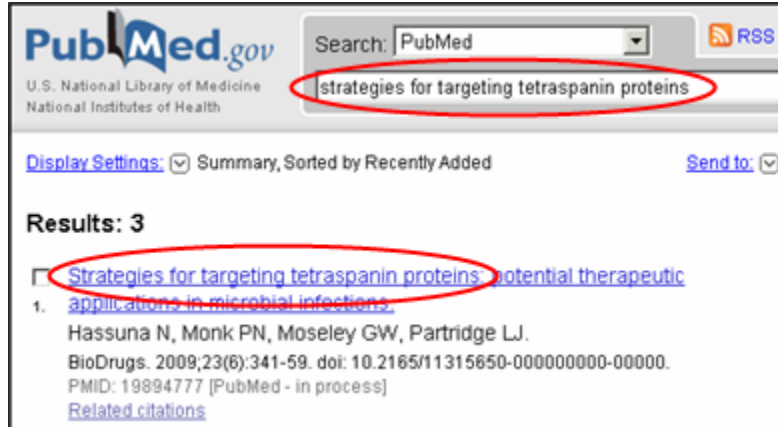 PubMed.gov
Search: PubMed
RSS
U.S. National Library of Medicine
National Institutes of Health
strategies for targeting tetraspanin proteins
Display Settings: Summary, Sorted by Recently Added Send to:
Results: 3
Strategies for targeting tetraspanin proteins: potential therapeutic
1. applications in microbial infections.
Hassuna N, Monk PN, Moseley GW, Partridge LJ.
BioDrugs. 2009;23(6):341-59. doi: 10.2165/11315650-000000000-00000.
PMID: 19894777 [PubMed - in process]
Related citations